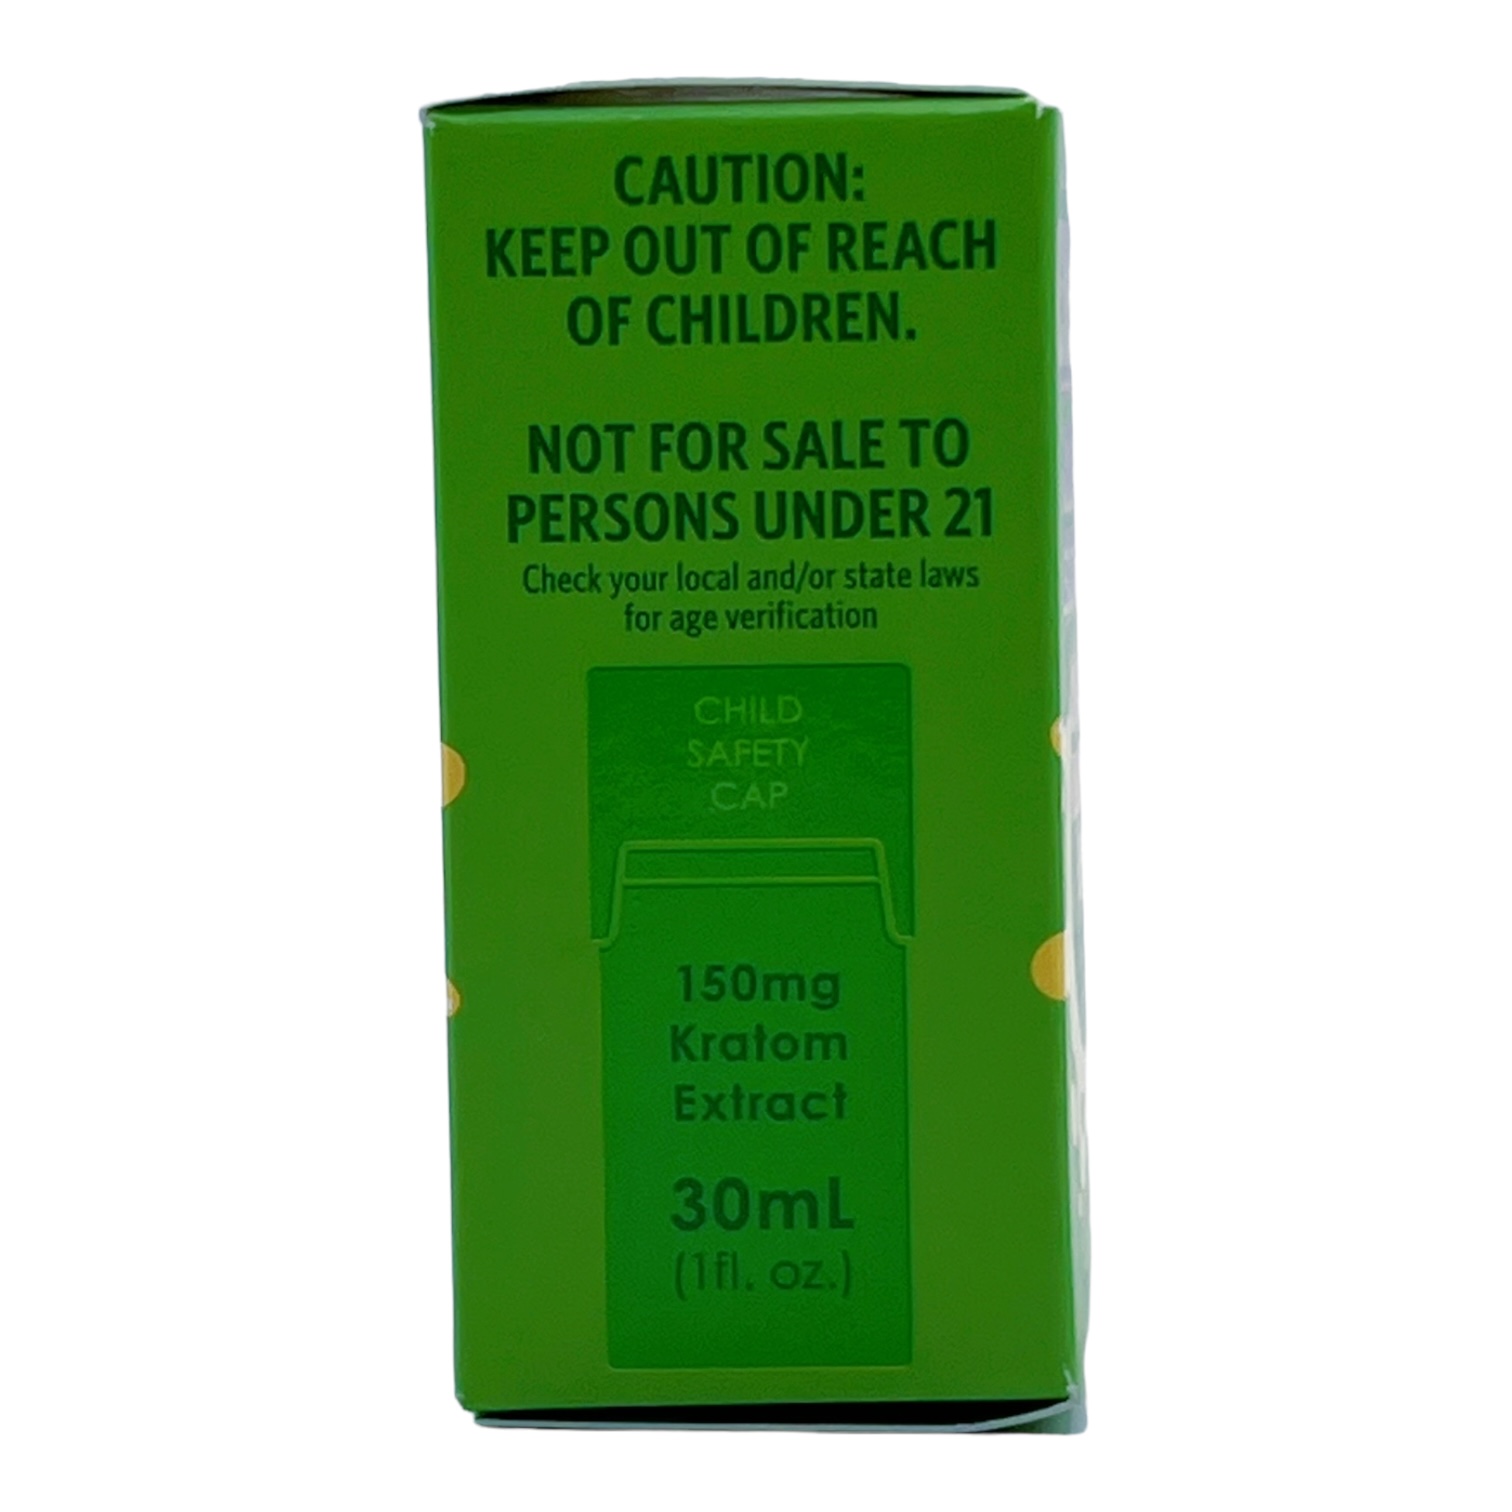 CAUTION:
KEEP OUT OF REACH
OF CHILDREN.
NOT FOR SALE TO
PERSONS UNDER 21
Check your local and/or state laws
for age verification
CHILD
SAFETY
CAP
150mg
Kratom
Extract
30mL
(1fl. oz.)